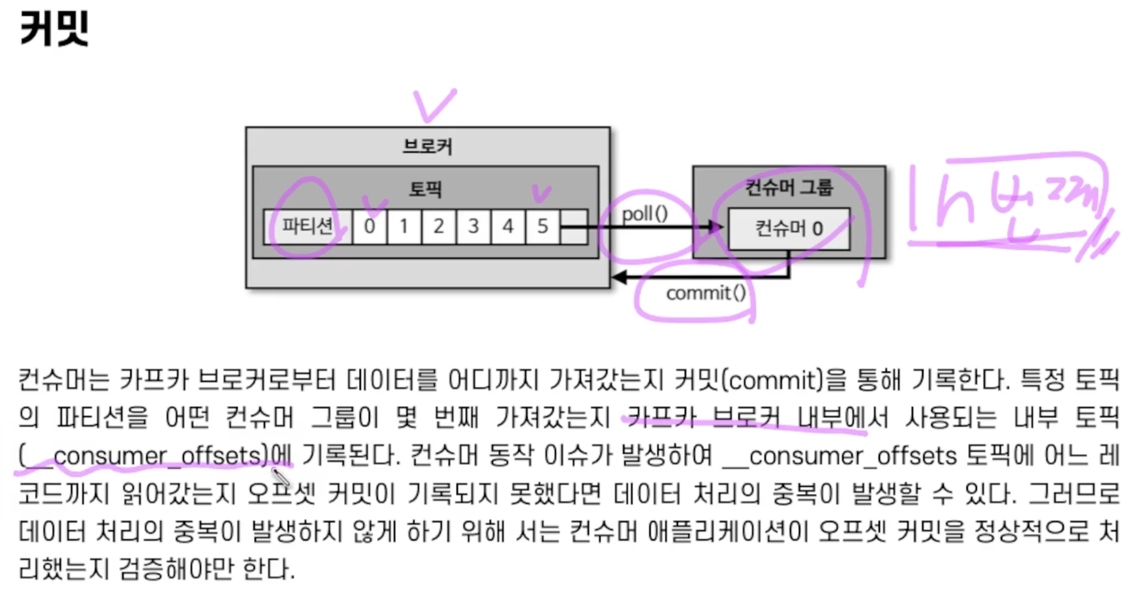 커밋
브로커
토픽
파티션 0 1 2 3 4 5
poll()
컨슈머 그룹
컨슈머 0
commit()
n번째
컨슈머는 카프카 브로커로부터 데이터를 어디까지 가져갔는지 커밋(commit)을 통해 기록한다. 특정 토픽
의 파티션을 어떤 컨슈머 그룹이 몇 번째 가져갔는지 카프카 브로커 내부에서 사용되는 내부 토픽
(__consumer_offsets)에 기록된다. 컨슈머 동작 이슈가 발생하여 __consumer_offsets 토픽에 어느 레
코드까지 읽어갔는지 오프셋 커밋이 기록되지 못했다면 데이터 처리의 중복이 발생할 수 있다. 그러므로
데이터 처리의 중복이 발생하지 않게 하기 위해 서는 컨슈머 애플리케이션이 오프셋 커밋을 정상적으로 처
리했는지 검증해야만 한다.